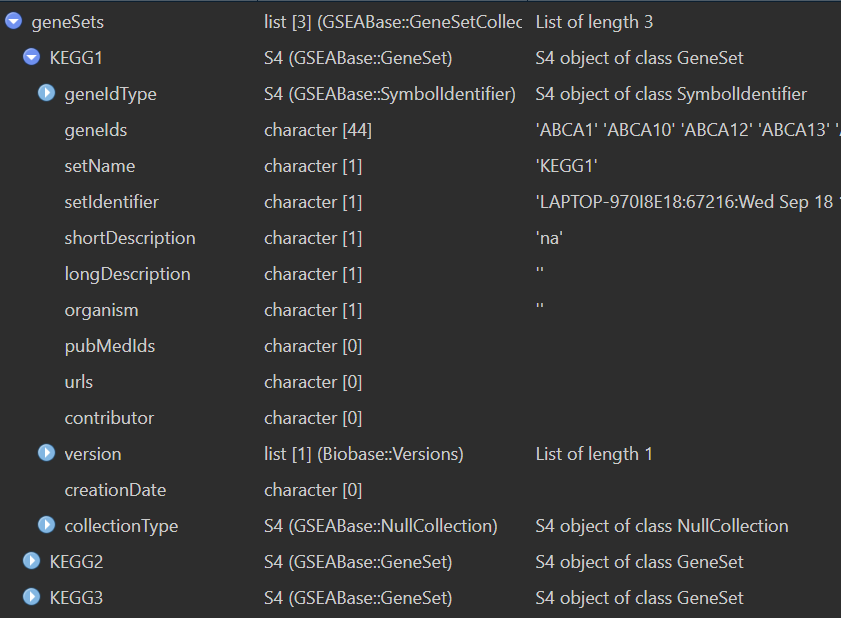 geneSets list [3] (GSEABase::GeneSetCollec List of length 3
KEGG1 S4 (GSEABase::GeneSet) S4 object of class GeneSet
geneIdType S4 (GSEABase::SymbolIdentifier) S4 object of class SymbolIdentifier
geneIds character [44] 'ABCA1' 'ABCA10' 'ABCA12' 'ABCA13' '
setName character [1] 'KEGG1'
setIdentifier character [1] 'LAPTOP-970I8E18:67216:Wed Sep 18
shortDescription character [1] 'na'
longDescription character [1] ''
organism character [1] ''
pubMedIds character [0]
urls character [0]
contributor character [0]
version list [1] (Biobase::Versions) List of length 1
creationDate character [0]
collectionType S4 (GSEABase::NullCollection) S4 object of class NullCollection
KEGG2 S4 (GSEABase::GeneSet) S4 object of class GeneSet
KEGG3 S4 (GSEABase::GeneSet) S4 object of class GeneSet